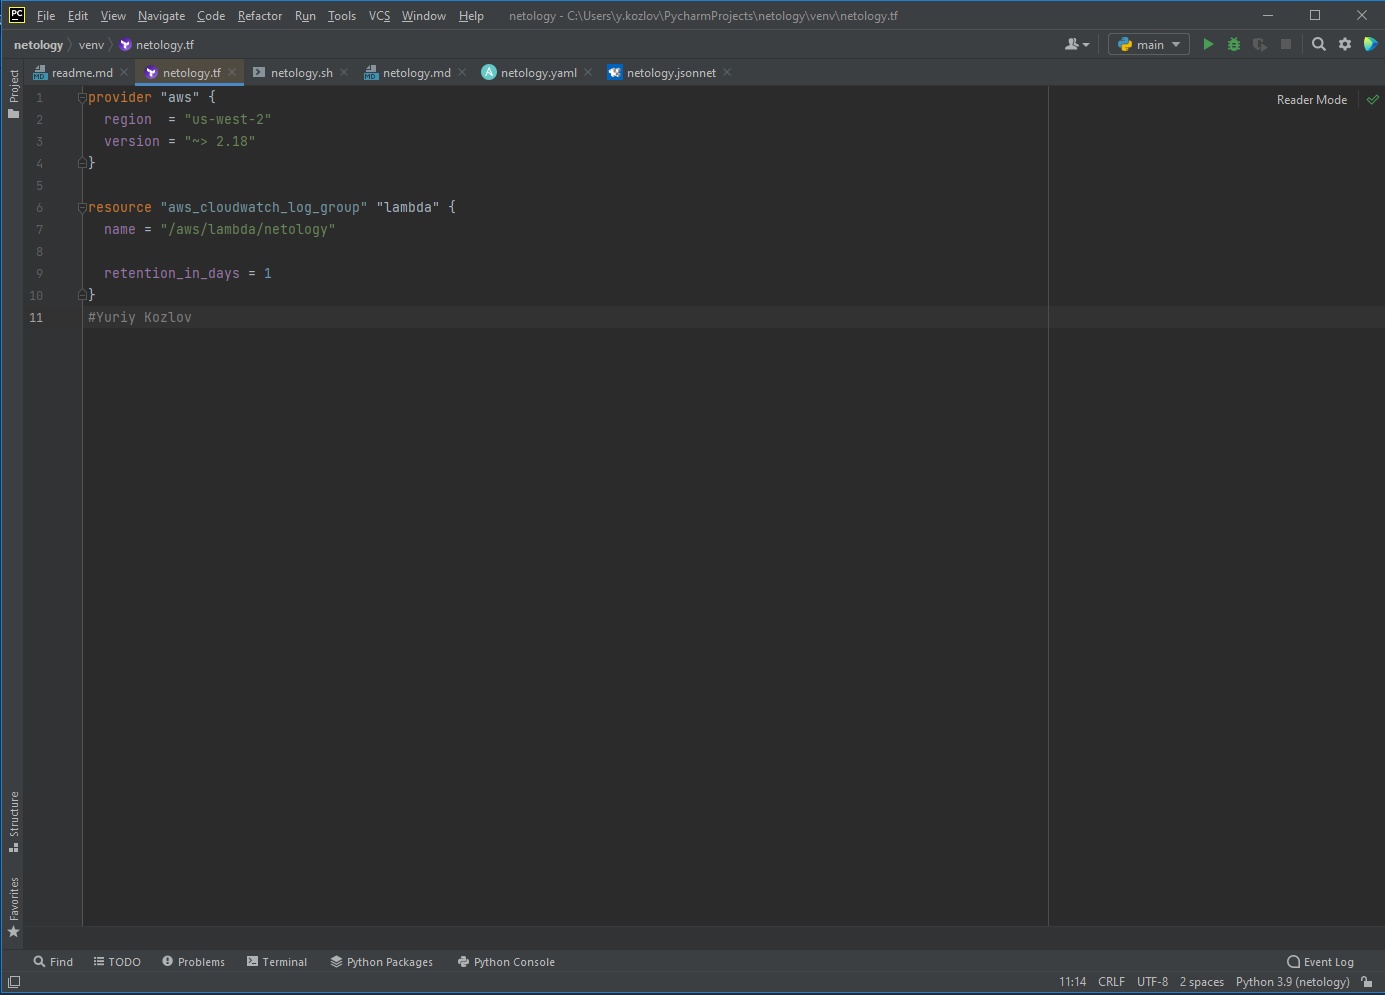 PC File Edit View Navigate Code Refactor Run Tools VCS Window Help netology - C:\Users\y.kozlov\PycharmProjects\netology\venv\netology.tf
netology venv netology.tf main
readme.md netology.tf netology.sh netology.md netology.yaml netology.jsonnet
Project
Reader Mode
1 provider "aws" {
2   region  = "us-west-2"
3   version = "~> 2.18"
4 }
5
6 resource "aws_cloudwatch_log_group" "lambda" {
7   name = "/aws/lambda/netology"
8
9   retention_in_days = 1
10 }
11 #Yuriy Kozlov
Structure
Favorites
Find TODO Problems Terminal Python Packages Python Console Event Log
11:14 CRLF UTF-8 2 spaces Python 3.9 (netology)